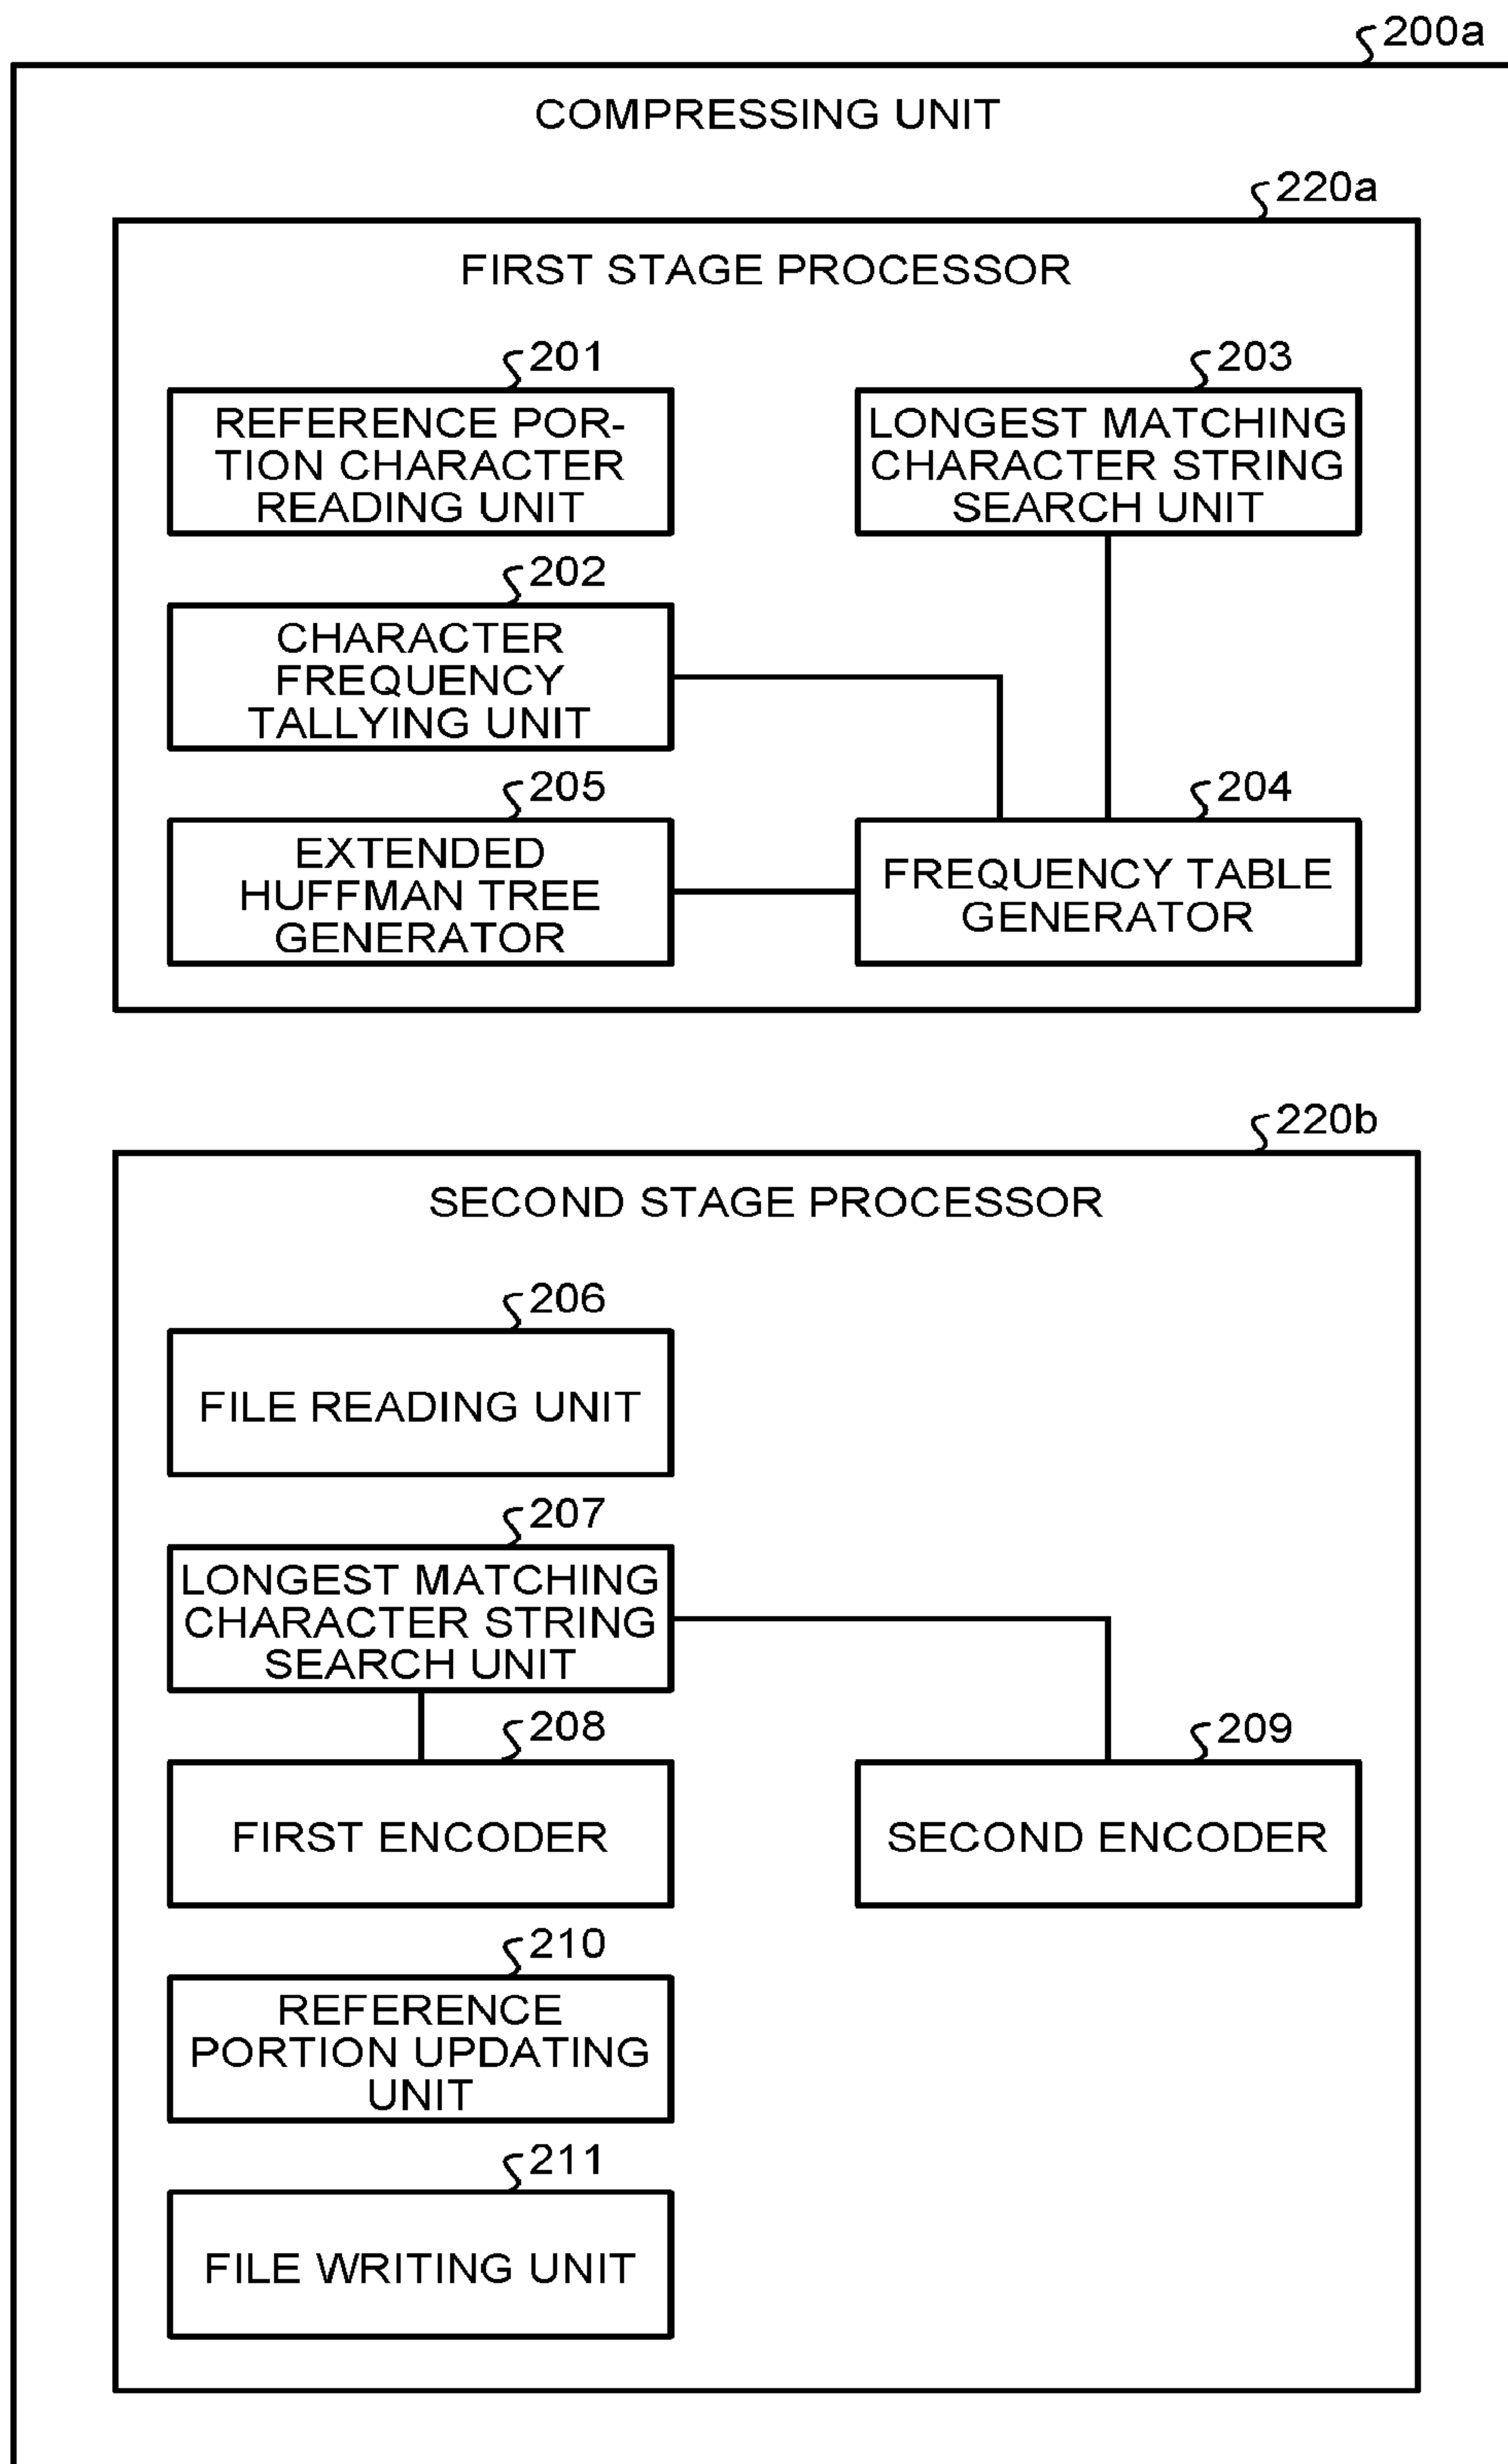 200a
COMPRESSING UNIT
220a
FIRST STAGE PROCESSOR
201
REFERENCE POR-
TION CHARACTER
READING UNIT
203
LONGEST MATCHING
CHARACTER STRING
SEARCH UNIT
202
CHARACTER
FREQUENCY
TALLYING UNIT
205
EXTENDED
HUFFMAN TREE
GENERATOR
204
FREQUENCY TABLE
GENERATOR
220b
SECOND STAGE PROCESSOR
206
FILE READING UNIT
207
LONGEST MATCHING
CHARACTER STRING
SEARCH UNIT
208
FIRST ENCODER
209
SECOND ENCODER
210
REFERENCE
PORTION UPDATING
UNIT
211
FILE WRITING UNIT